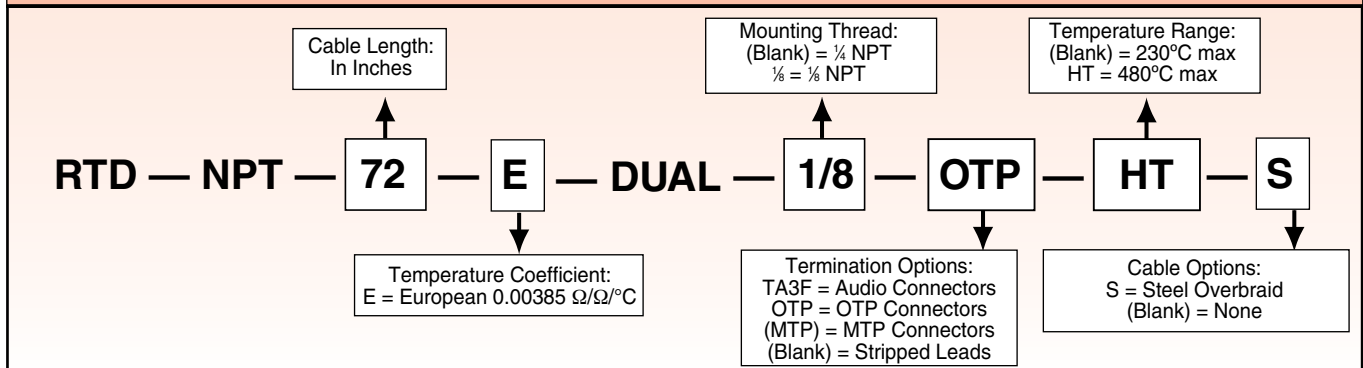 Cable Length:
In Inches
Mounting Thread:
(Blank) = ¼ NPT
⅛ = ⅛ NPT
Temperature Range:
(Blank) = 230°C max
HT = 480°C max
RTD — NPT — 72 — E — DUAL — 1/8 — OTP — HT — S
Temperature Coefficient:
E = European 0.00385 Ω/Ω/°C
Termination Options:
TA3F = Audio Connectors
OTP = OTP Connectors
(MTP) = MTP Connectors
(Blank) = Stripped Leads
Cable Options:
S = Steel Overbraid
(Blank) = None